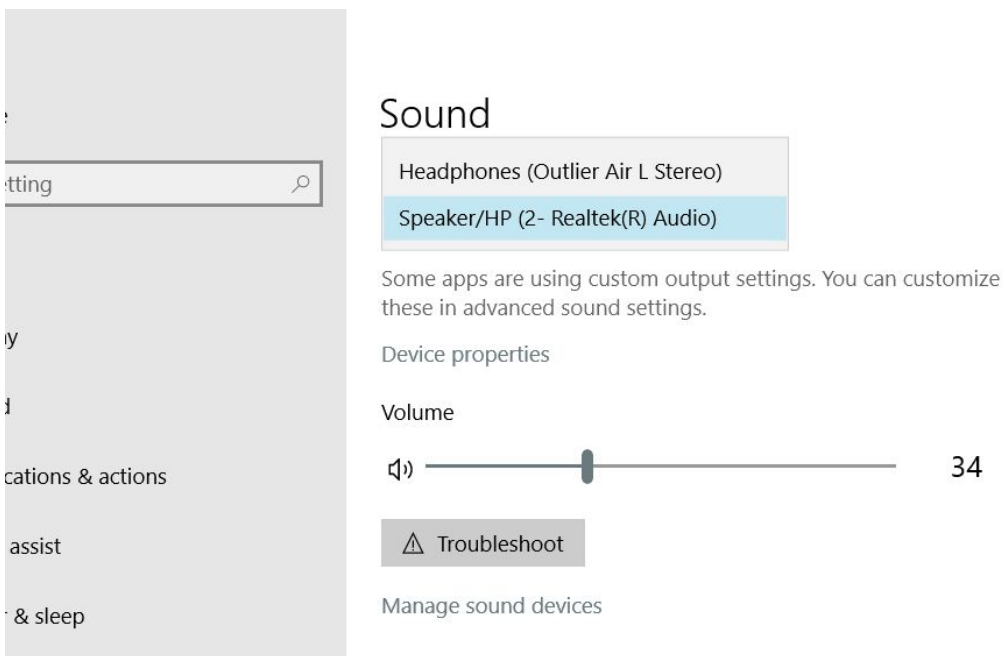 Sound
etting
Headphones (Outlier Air L Stereo)
Speaker/HP (2- Realtek(R) Audio)
Some apps are using custom output settings. You can customize
these in advanced sound settings.
Device properties
Volume
34
Troubleshoot
Manage sound devices
cations & actions
assist
& sleep